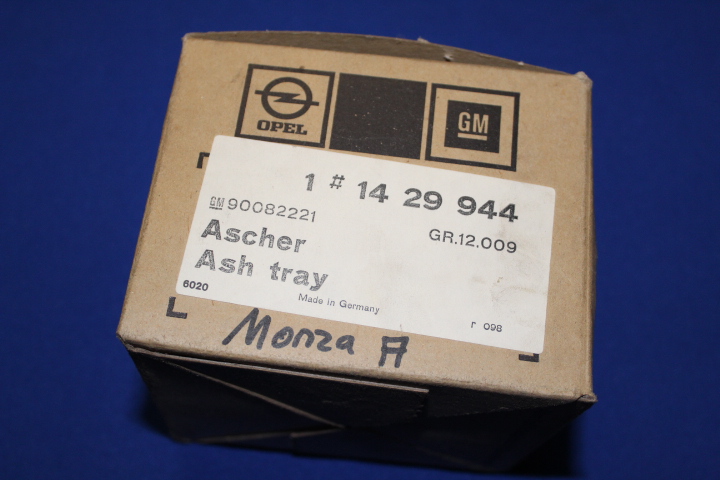 OPEL
GM
1 # 14 29 944
GM 90082221
GR.12.009
Ascher
Ash tray
6020
Made in Germany
r 098
Monza A